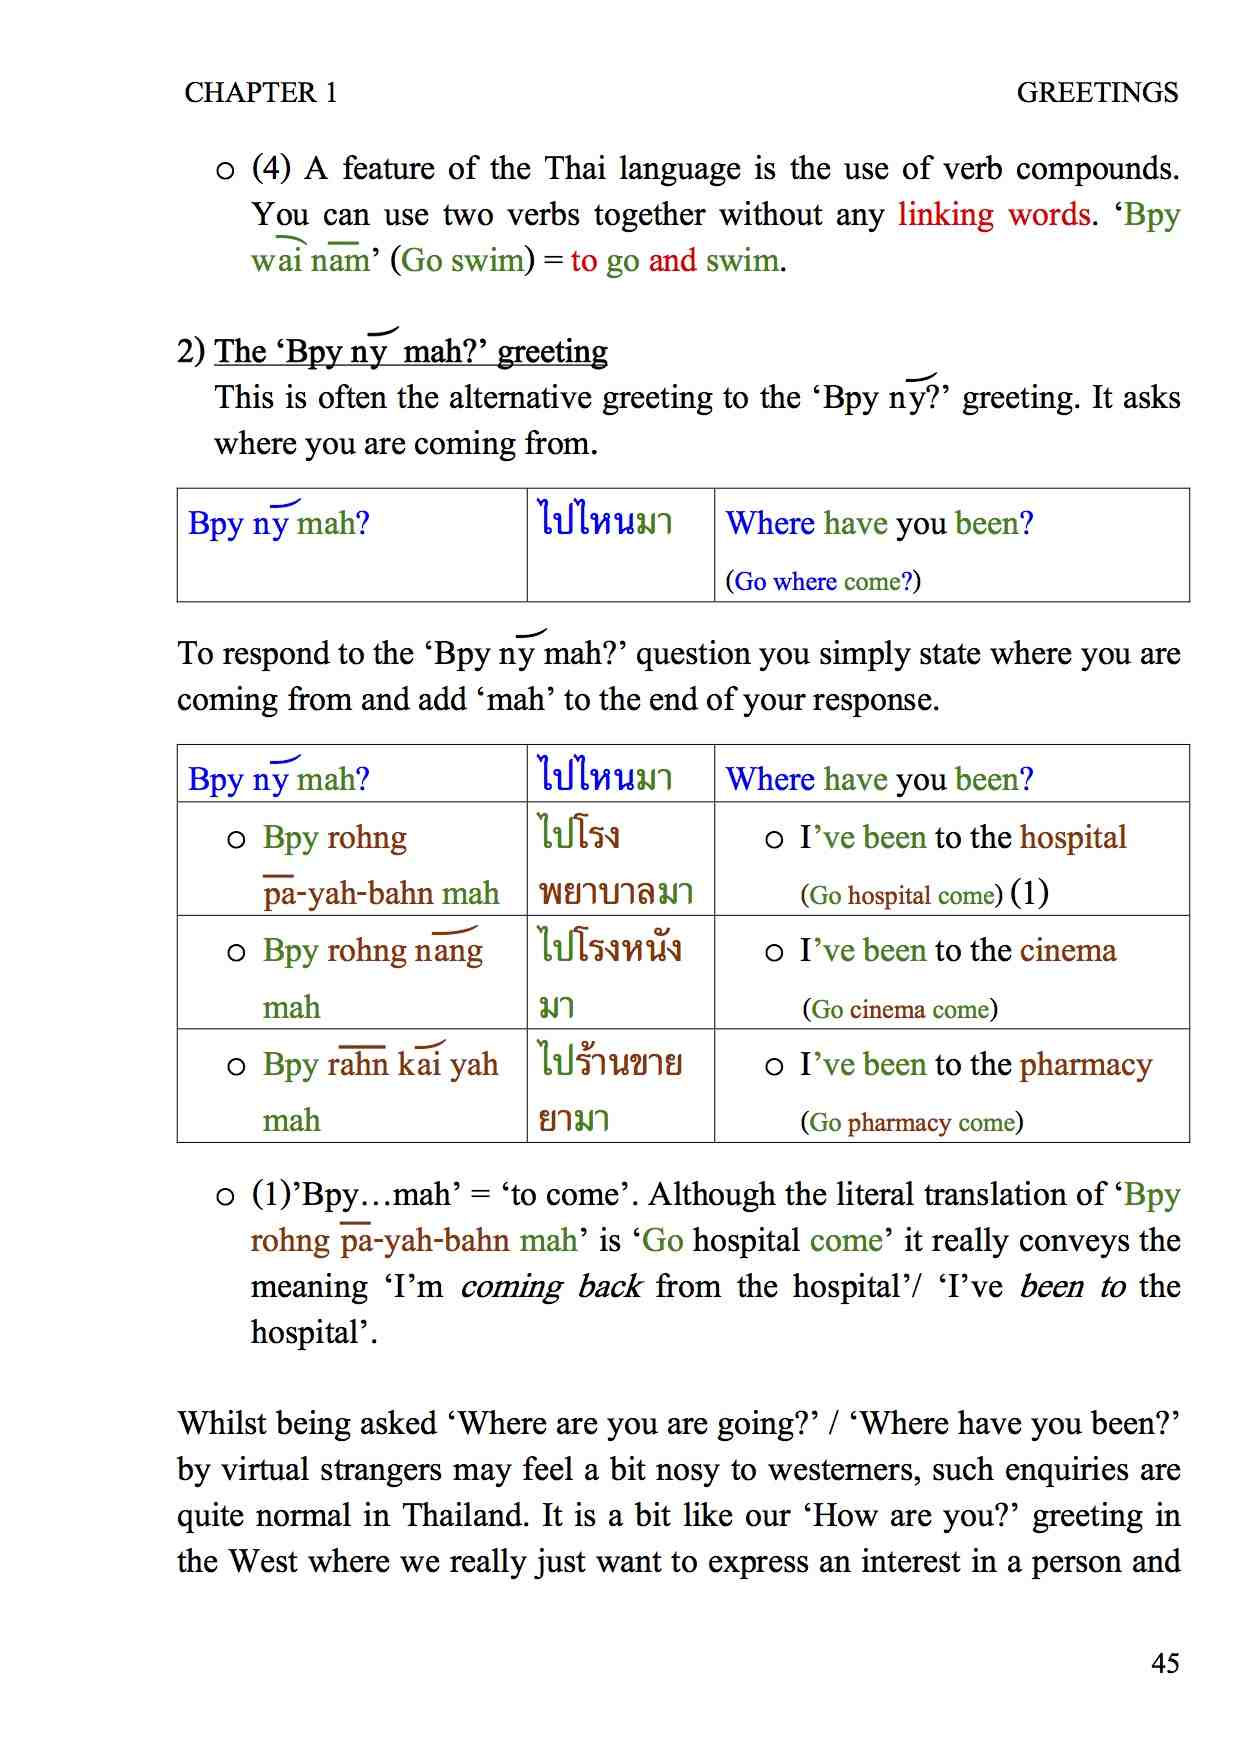 CHAPTER 1 GREETINGS
o (4) A feature of the Thai language is the use of verb compounds.
You can use two verbs together without any linking words. ‘Bpy
wai nam’ (Go swim) = to go and swim.
2) The ‘Bpy ny mah?’ greeting
This is often the alternative greeting to the ‘Bpy ny?’ greeting. It asks
where you are coming from.
Bpy ny mah? ไปไหนมา Where have you been?
(Go where come?)
To respond to the ‘Bpy ny mah?’ question you simply state where you are
coming from and add ‘mah’ to the end of your response.
Bpy ny mah? ไปไหนมา Where have you been?
o Bpy rohng ไปโรง o I’ve been to the hospital
pa-yah-bahn mah พยาบาลมา (Go hospital come) (1)
o Bpy rohng nang ไปโรงหนัง o I’ve been to the cinema
mah มา (Go cinema come)
o Bpy rahn kai yah ไปร้านขาย o I’ve been to the pharmacy
mah ยามา (Go pharmacy come)
o (1)’Bpy…mah’ = ‘to come’. Although the literal translation of ‘Bpy
rohng pa-yah-bahn mah’ is ‘Go hospital come’ it really conveys the
meaning ‘I’m coming back from the hospital’/ ‘I’ve been to the
hospital’.
Whilst being asked ‘Where are you are going?’ / ‘Where have you been?’
by virtual strangers may feel a bit nosy to westerners, such enquiries are
quite normal in Thailand. It is a bit like our ‘How are you?’ greeting in
the West where we really just want to express an interest in a person and
45